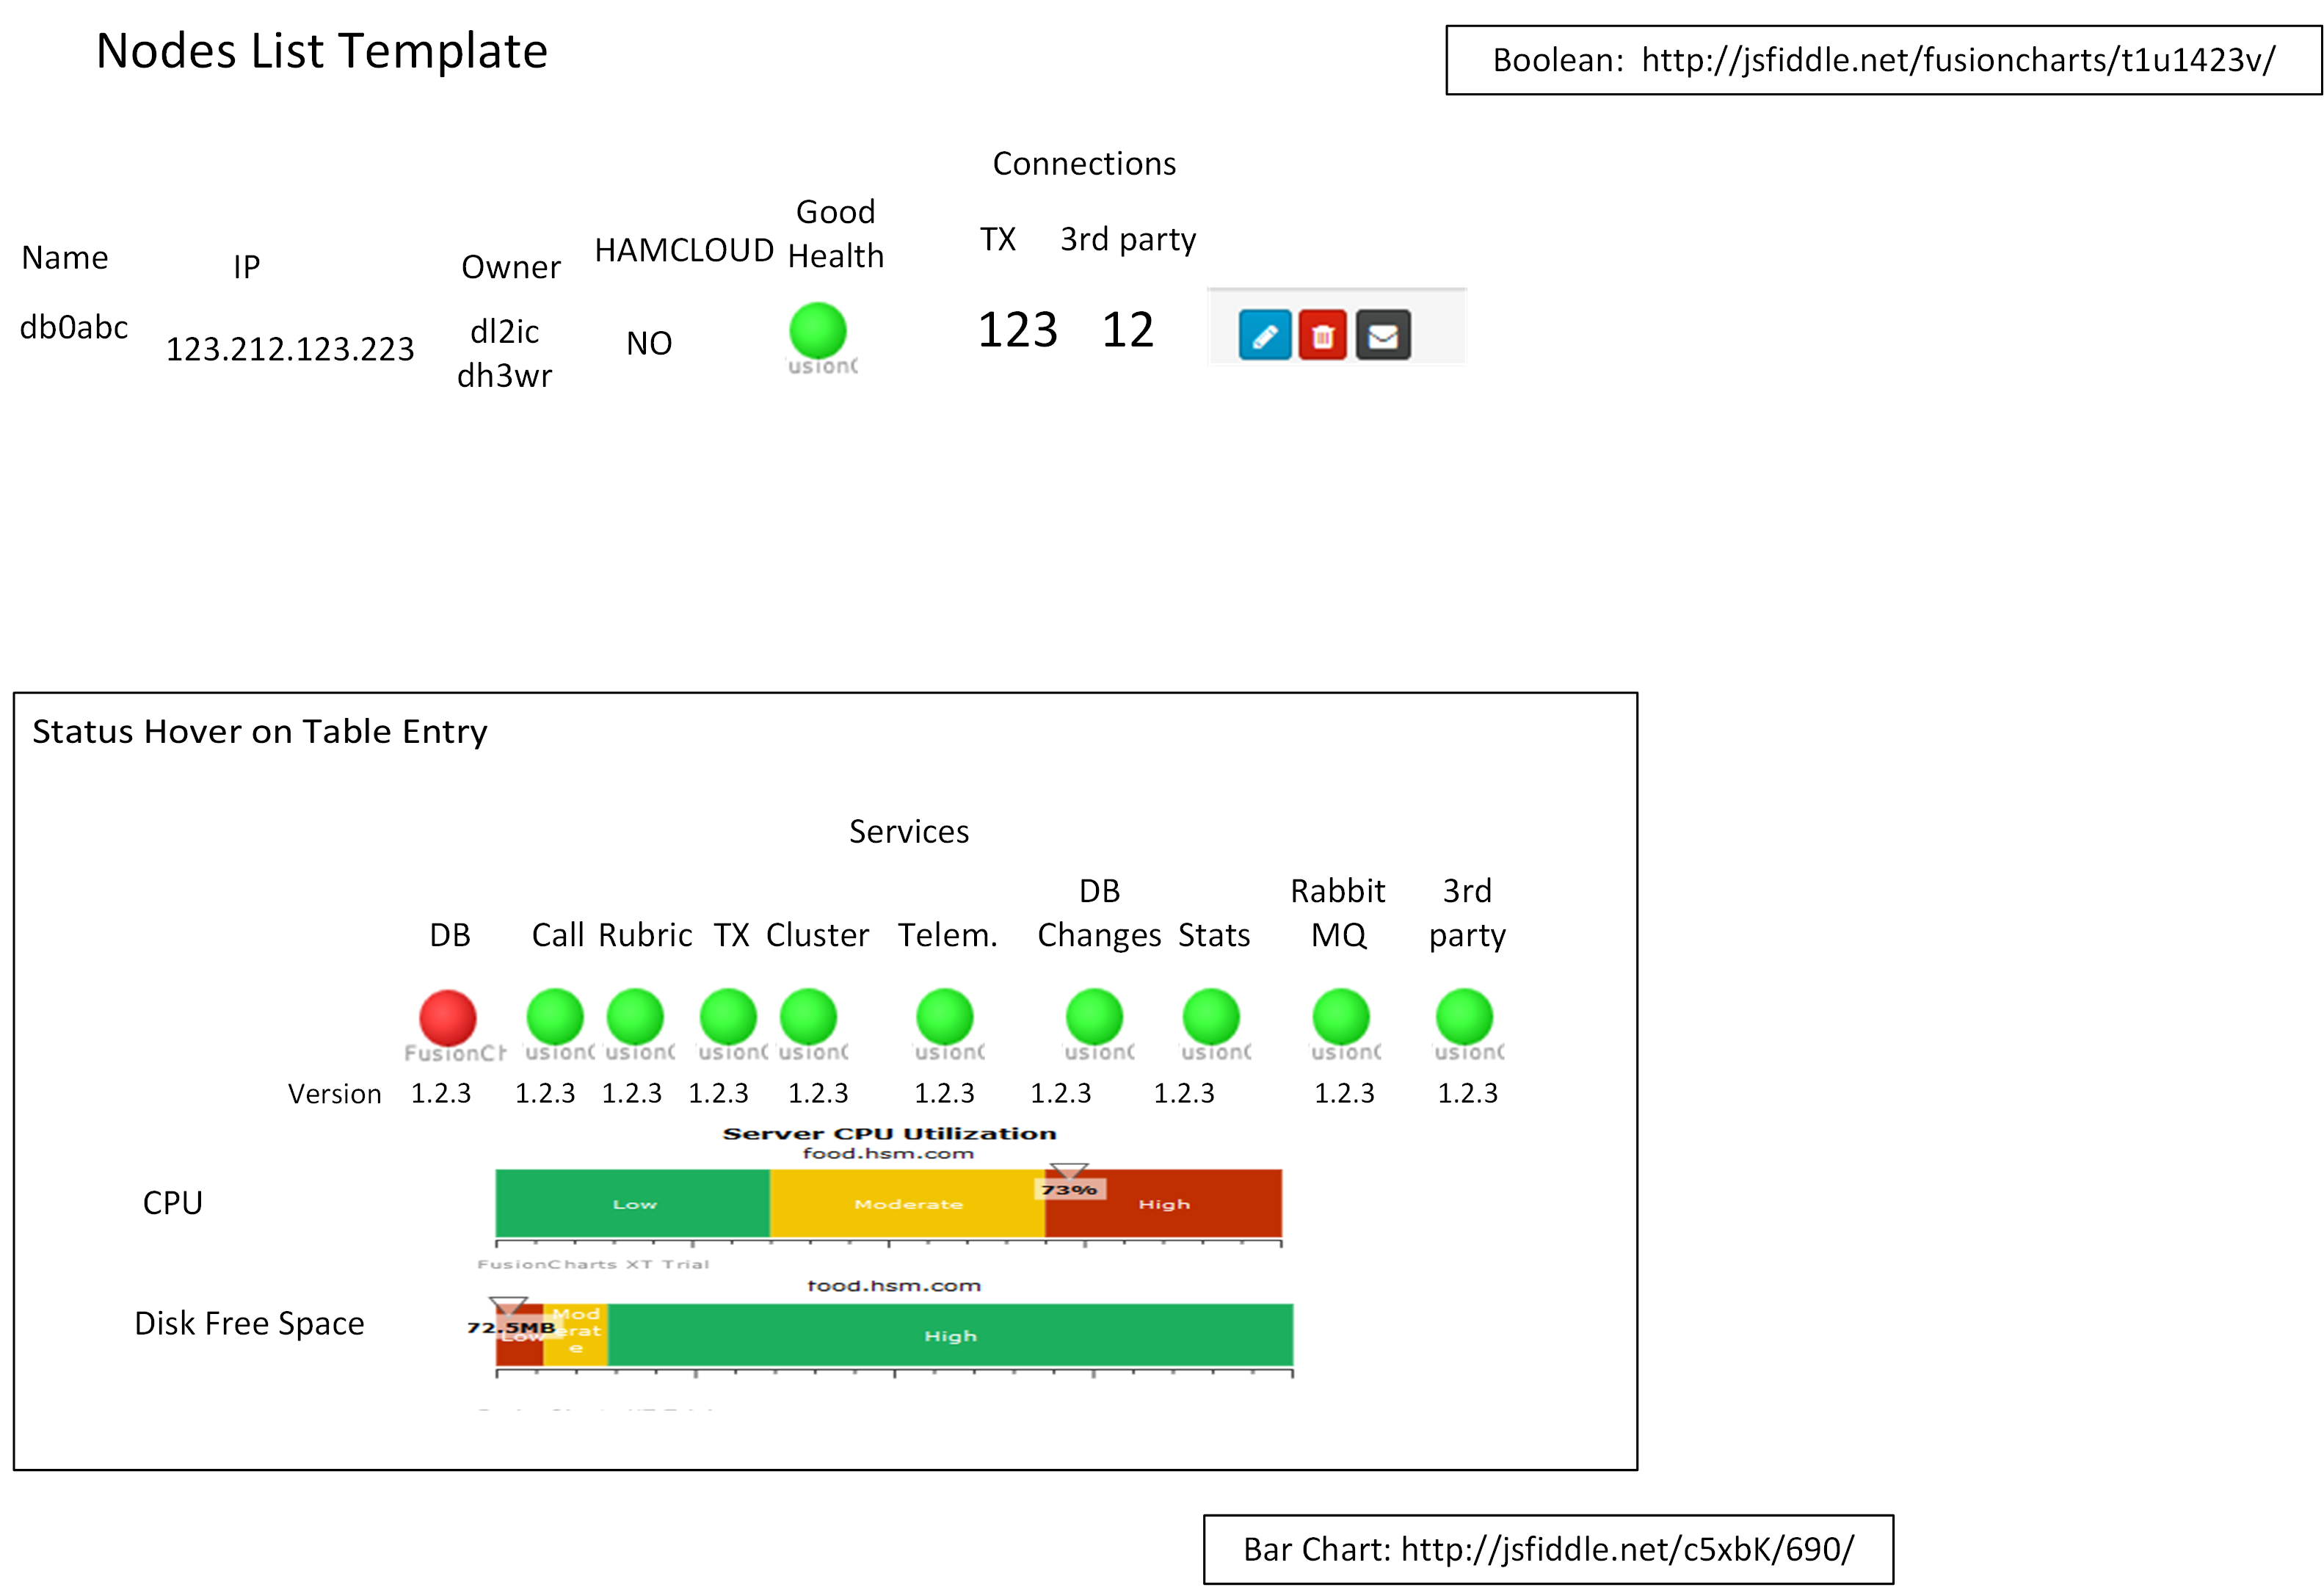 Nodes List Template
Boolean:  http://jsfiddle.net/fusioncharts/t1u1423v/
Connections
Name
IP
Owner
HAMCLOUD
Good
Health
TX
3rd party
db0abc
123.212.123.223
dl2ic
dh3wr
NO
usion
123
12
Status Hover on Table Entry
Services
DB
Call
Rubric
TX
Cluster
Telem.
DB
Changes
Stats
Rabbit
MQ
3rd
party
FusionCh
usion
usion
usion
usion
usion
usion
usion
usion
usion
Version
1.2.3
1.2.3
1.2.3
1.2.3
1.2.3
1.2.3
1.2.3
1.2.3
1.2.3
1.2.3
Server CPU Utilization
food.hsm.com
CPU
Low
Moderate
73%
High
FusionCharts XT Trial
food.hsm.com
Disk Free Space
72.5MB
Low
Mod
erat
e
High
Bar Chart: http://jsfiddle.net/c5xbK/690/